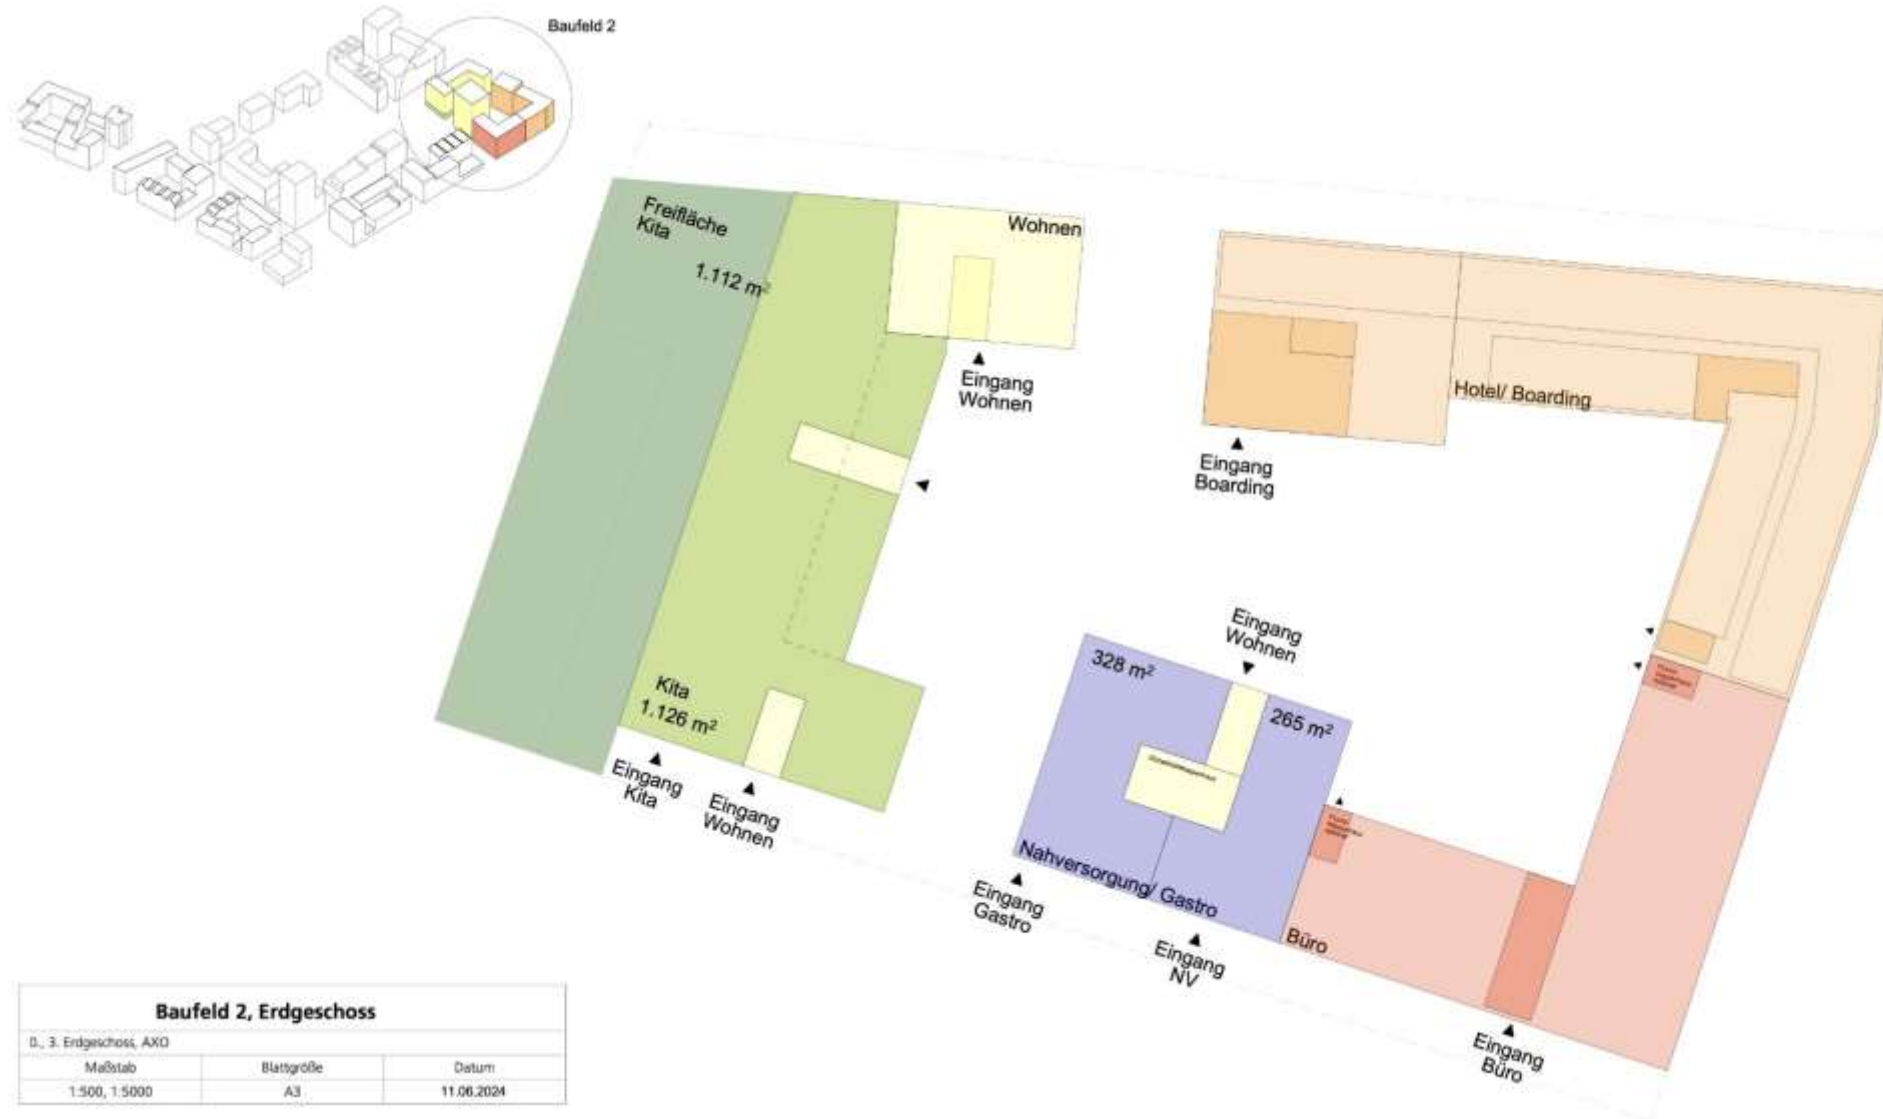 Baufeld 2
Freifläche
Kita
1.112 m²
Wohnen
Eingang
Wohnen
Hotel/ Boarding
Eingang
Boarding
Eingang
Wohnen
328 m²
265 m²
Kita
1.126 m²
Eingang
Kita
Eingang
Wohnen
Nahversorgung/ Gastro
Eingang
Gastro
Eingang
NV
Büro
Eingang
Büro
Baufeld 2, Erdgeschoss
0., 3. Erdgeschoss, AXO
Maßstab
Blattgröße
Datum
1:500, 1:5000
A3
11.06.2024